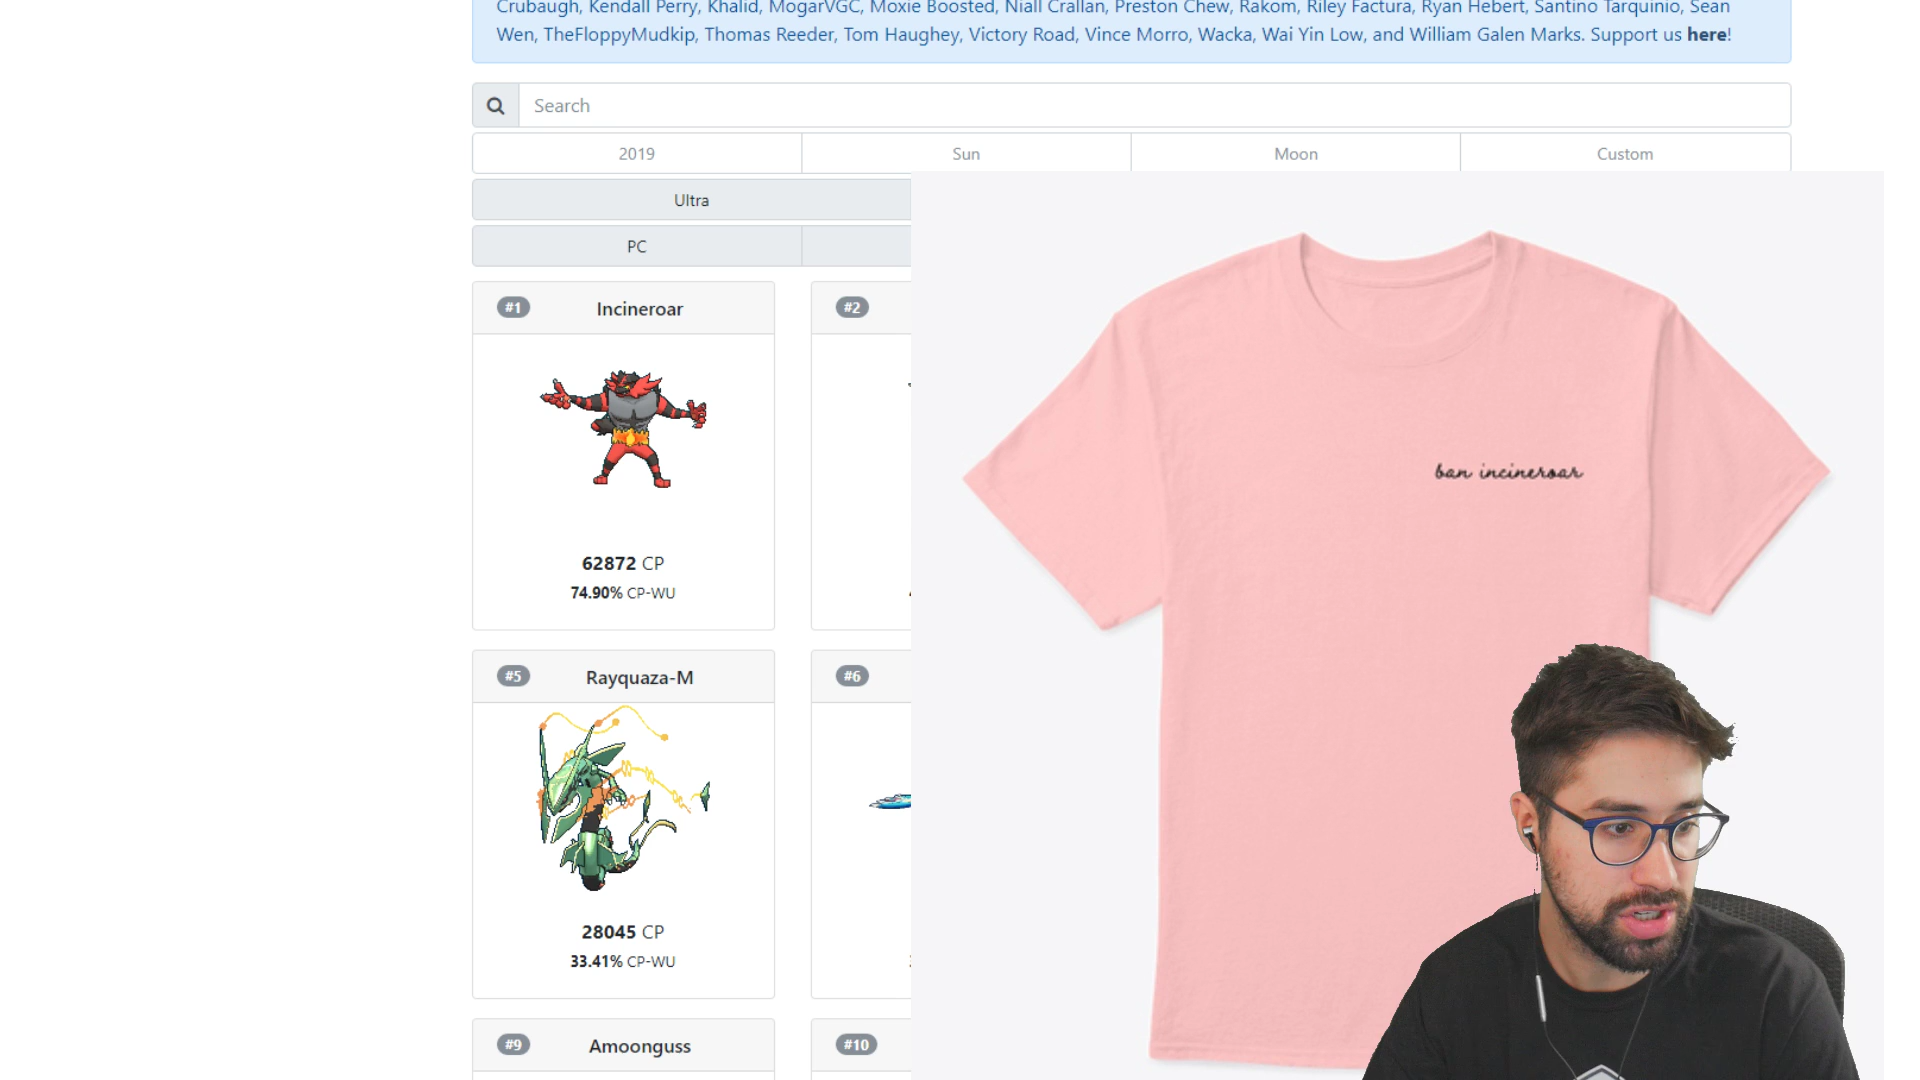 Crubaugh, Kendall Perry, Khalid, MogarVGC, Moxie Boosted, Niall Crallan, Preston Chew, Rakom, Riley Factura, Ryan Hebert, Santino Tarquinio, Sean
Wen, TheFloppyMudkip, Thomas Reeder, Tom Haughey, Victory Road, Vince Morro, Wacka, Wai Yin Low, and William Galen Marks. Support us here!
Search
2019 Sun Moon Custom
Ultra
PC
#1 Incineroar #2
ban incineroar
62872 CP
74.90% CP-WU
#5 Rayquaza-M #6
28045 CP
33.41% CP-WU
#9 Amoonguss #10